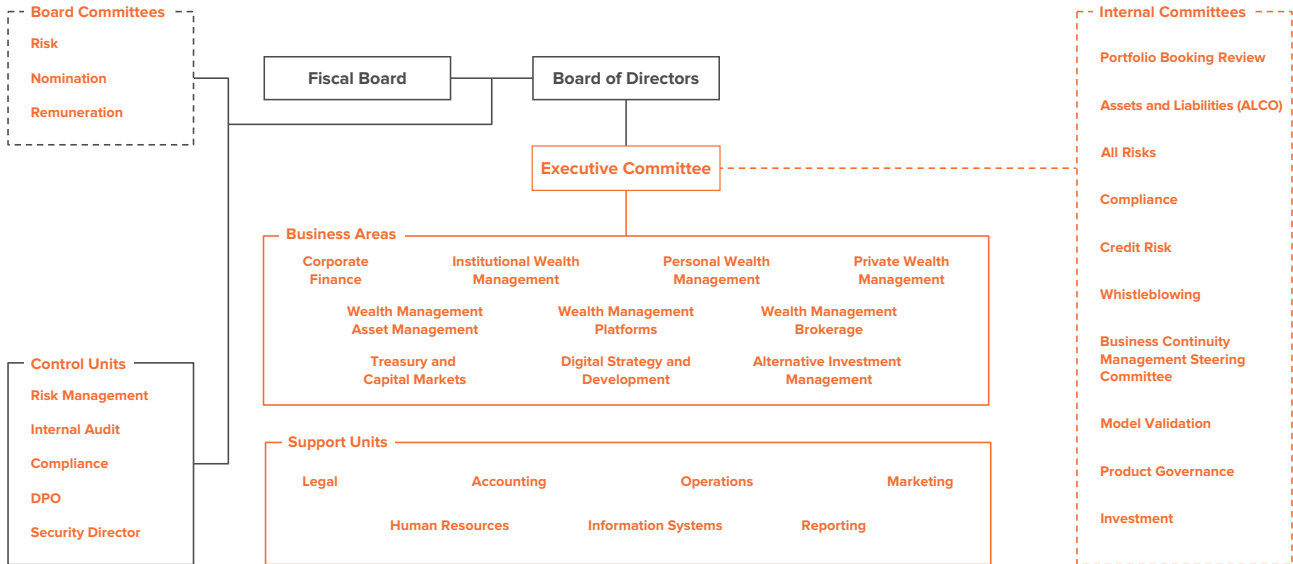 Board Committees
Risk
Nomination
Remuneration
Fiscal Board
Board of Directors
Executive Committee
Internal Committees
Portfolio Booking Review
Assets and Liabilities (ALCO)
All Risks
Compliance
Credit Risk
Whistleblowing
Business Continuity
Management Steering
Committee
Model Validation
Product Governance
Investment
Business Areas
Corporate
Finance
Institutional Wealth
Management
Personal Wealth
Management
Private Wealth
Management
Wealth Management
Asset Management
Wealth Management
Platforms
Wealth Management
Brokerage
Treasury and
Capital Markets
Digital Strategy and
Development
Alternative Investment
Management
Control Units
Risk Management
Internal Audit
Compliance
DPO
Security Director
Support Units
Legal
Accounting
Operations
Marketing
Human Resources
Information Systems
Reporting